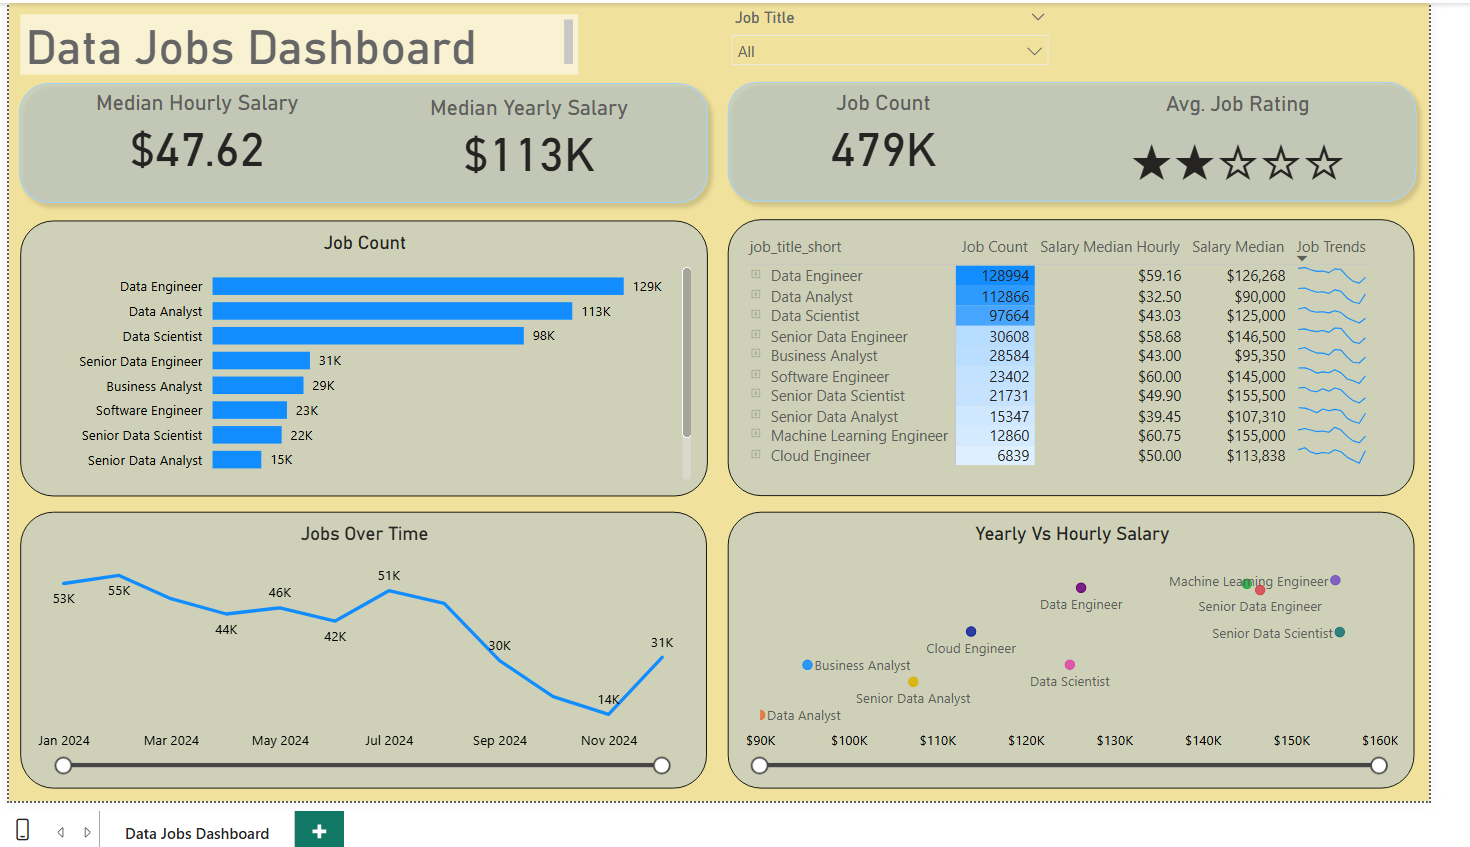 Data Jobs Dashboard
Job Title
All
Median Hourly Salary
$47.62
Median Yearly Salary
$113K
Job Count
479K
Avg. Job Rating
★★☆☆☆
Job Count
Data Engineer 129K
Data Analyst 113K
Data Scientist 98K
Senior Data Engineer 31K
Business Analyst 29K
Software Engineer 23K
Senior Data Scientist 22K
Senior Data Analyst 15K
job_title_short Job Count Salary Median Hourly Salary Median Job Trends
Data Engineer 128994 $59.16 $126,268
Data Analyst 112866 $32.50 $90,000
Data Scientist 97664 $43.03 $125,000
Senior Data Engineer 30608 $58.68 $146,500
Business Analyst 28584 $43.00 $95,350
Software Engineer 23402 $60.00 $145,000
Senior Data Scientist 21731 $49.90 $155,500
Senior Data Analyst 15347 $39.45 $107,310
Machine Learning Engineer 12860 $60.75 $155,000
Cloud Engineer 6839 $50.00 $113,838
Jobs Over Time
53K 55K 44K 46K 42K 51K 30K 14K 31K
Jan 2024 Mar 2024 May 2024 Jul 2024 Sep 2024 Nov 2024
Yearly Vs Hourly Salary
Machine Learning Engineer
Data Engineer
Senior Data Engineer
Senior Data Scientist
Cloud Engineer
Business Analyst
Data Scientist
Senior Data Analyst
Data Analyst
$90K $100K $110K $120K $130K $140K $150K $160K
Data Jobs Dashboard